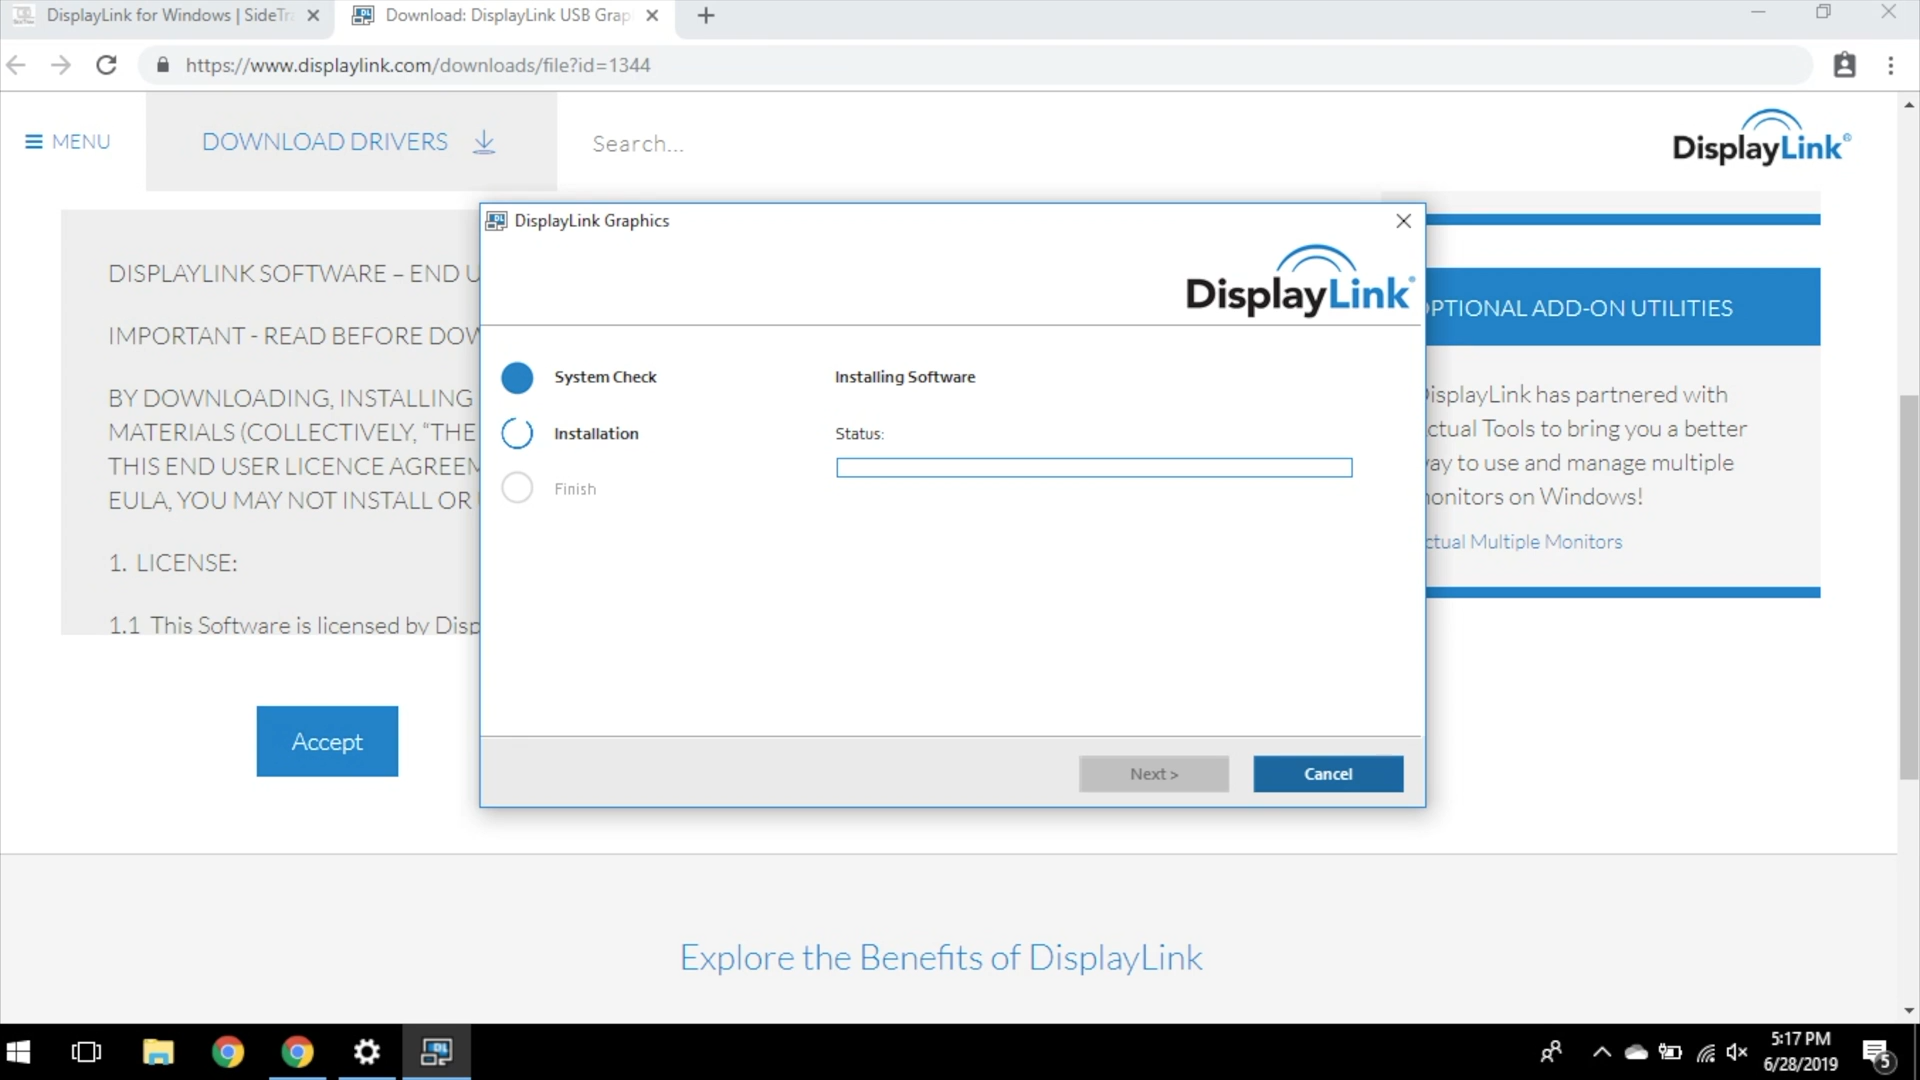 DisplayLink for Windows | SideTr
Download: DisplayLink USB Grap
https://www.displaylink.com/downloads/file?id=1344
MENU
DOWNLOAD DRIVERS
Search...
DisplayLink®
DISPLAYLINK SOFTWARE – END U
IMPORTANT - READ BEFORE DOW
BY DOWNLOADING, INSTALLING
MATERIALS (COLLECTIVELY, “THE
THIS END USER LICENCE AGREEM
EULA, YOU MAY NOT INSTALL OR
1. LICENSE:
1.1 This Software is licensed by Disp
Accept
DisplayLink Graphics
DisplayLink®
System Check
Installation
Finish
Installing Software
Status:
Next >
Cancel
PTIONAL ADD-ON UTILITIES
isplayLink has partnered with
ctual Tools to bring you a better
ay to use and manage multiple
onitors on Windows!
ctual Multiple Monitors
Explore the Benefits of DisplayLink
DL
5:17 PM
6/28/2019
5